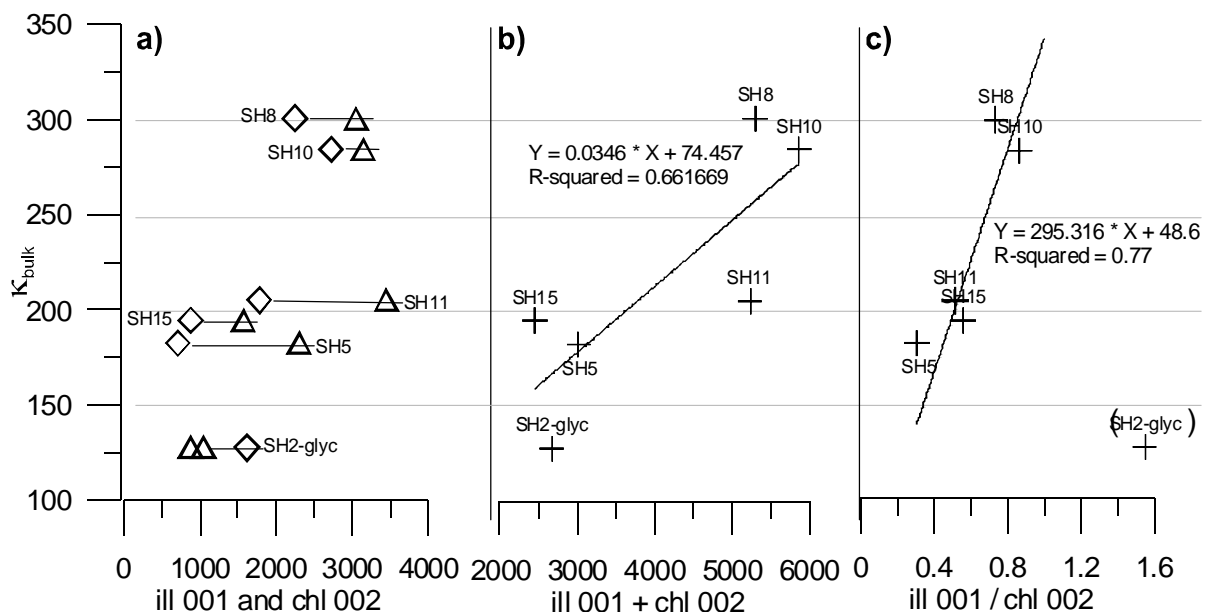 a)
b)
c)
350
300
250
200
150
100
κbulk
SH8
SH10
SH11
SH15
SH5
SH2-glyc
0
1000
2000
3000
4000
ill 001 and chl 002
SH8
SH10
Y = 0.0346 * X + 74.457
R-squared = 0.661669
SH15
SH11
SH5
SH2-glyc
2000
3000
4000
5000
6000
ill 001 + chl 002
SH8
SH10
Y = 295.316 * X + 48.6
R-squared = 0.77
SH11
SH15
SH5
(SH2-glyc)
0
0.4
0.8
1.2
1.6
ill 001 / chl 002